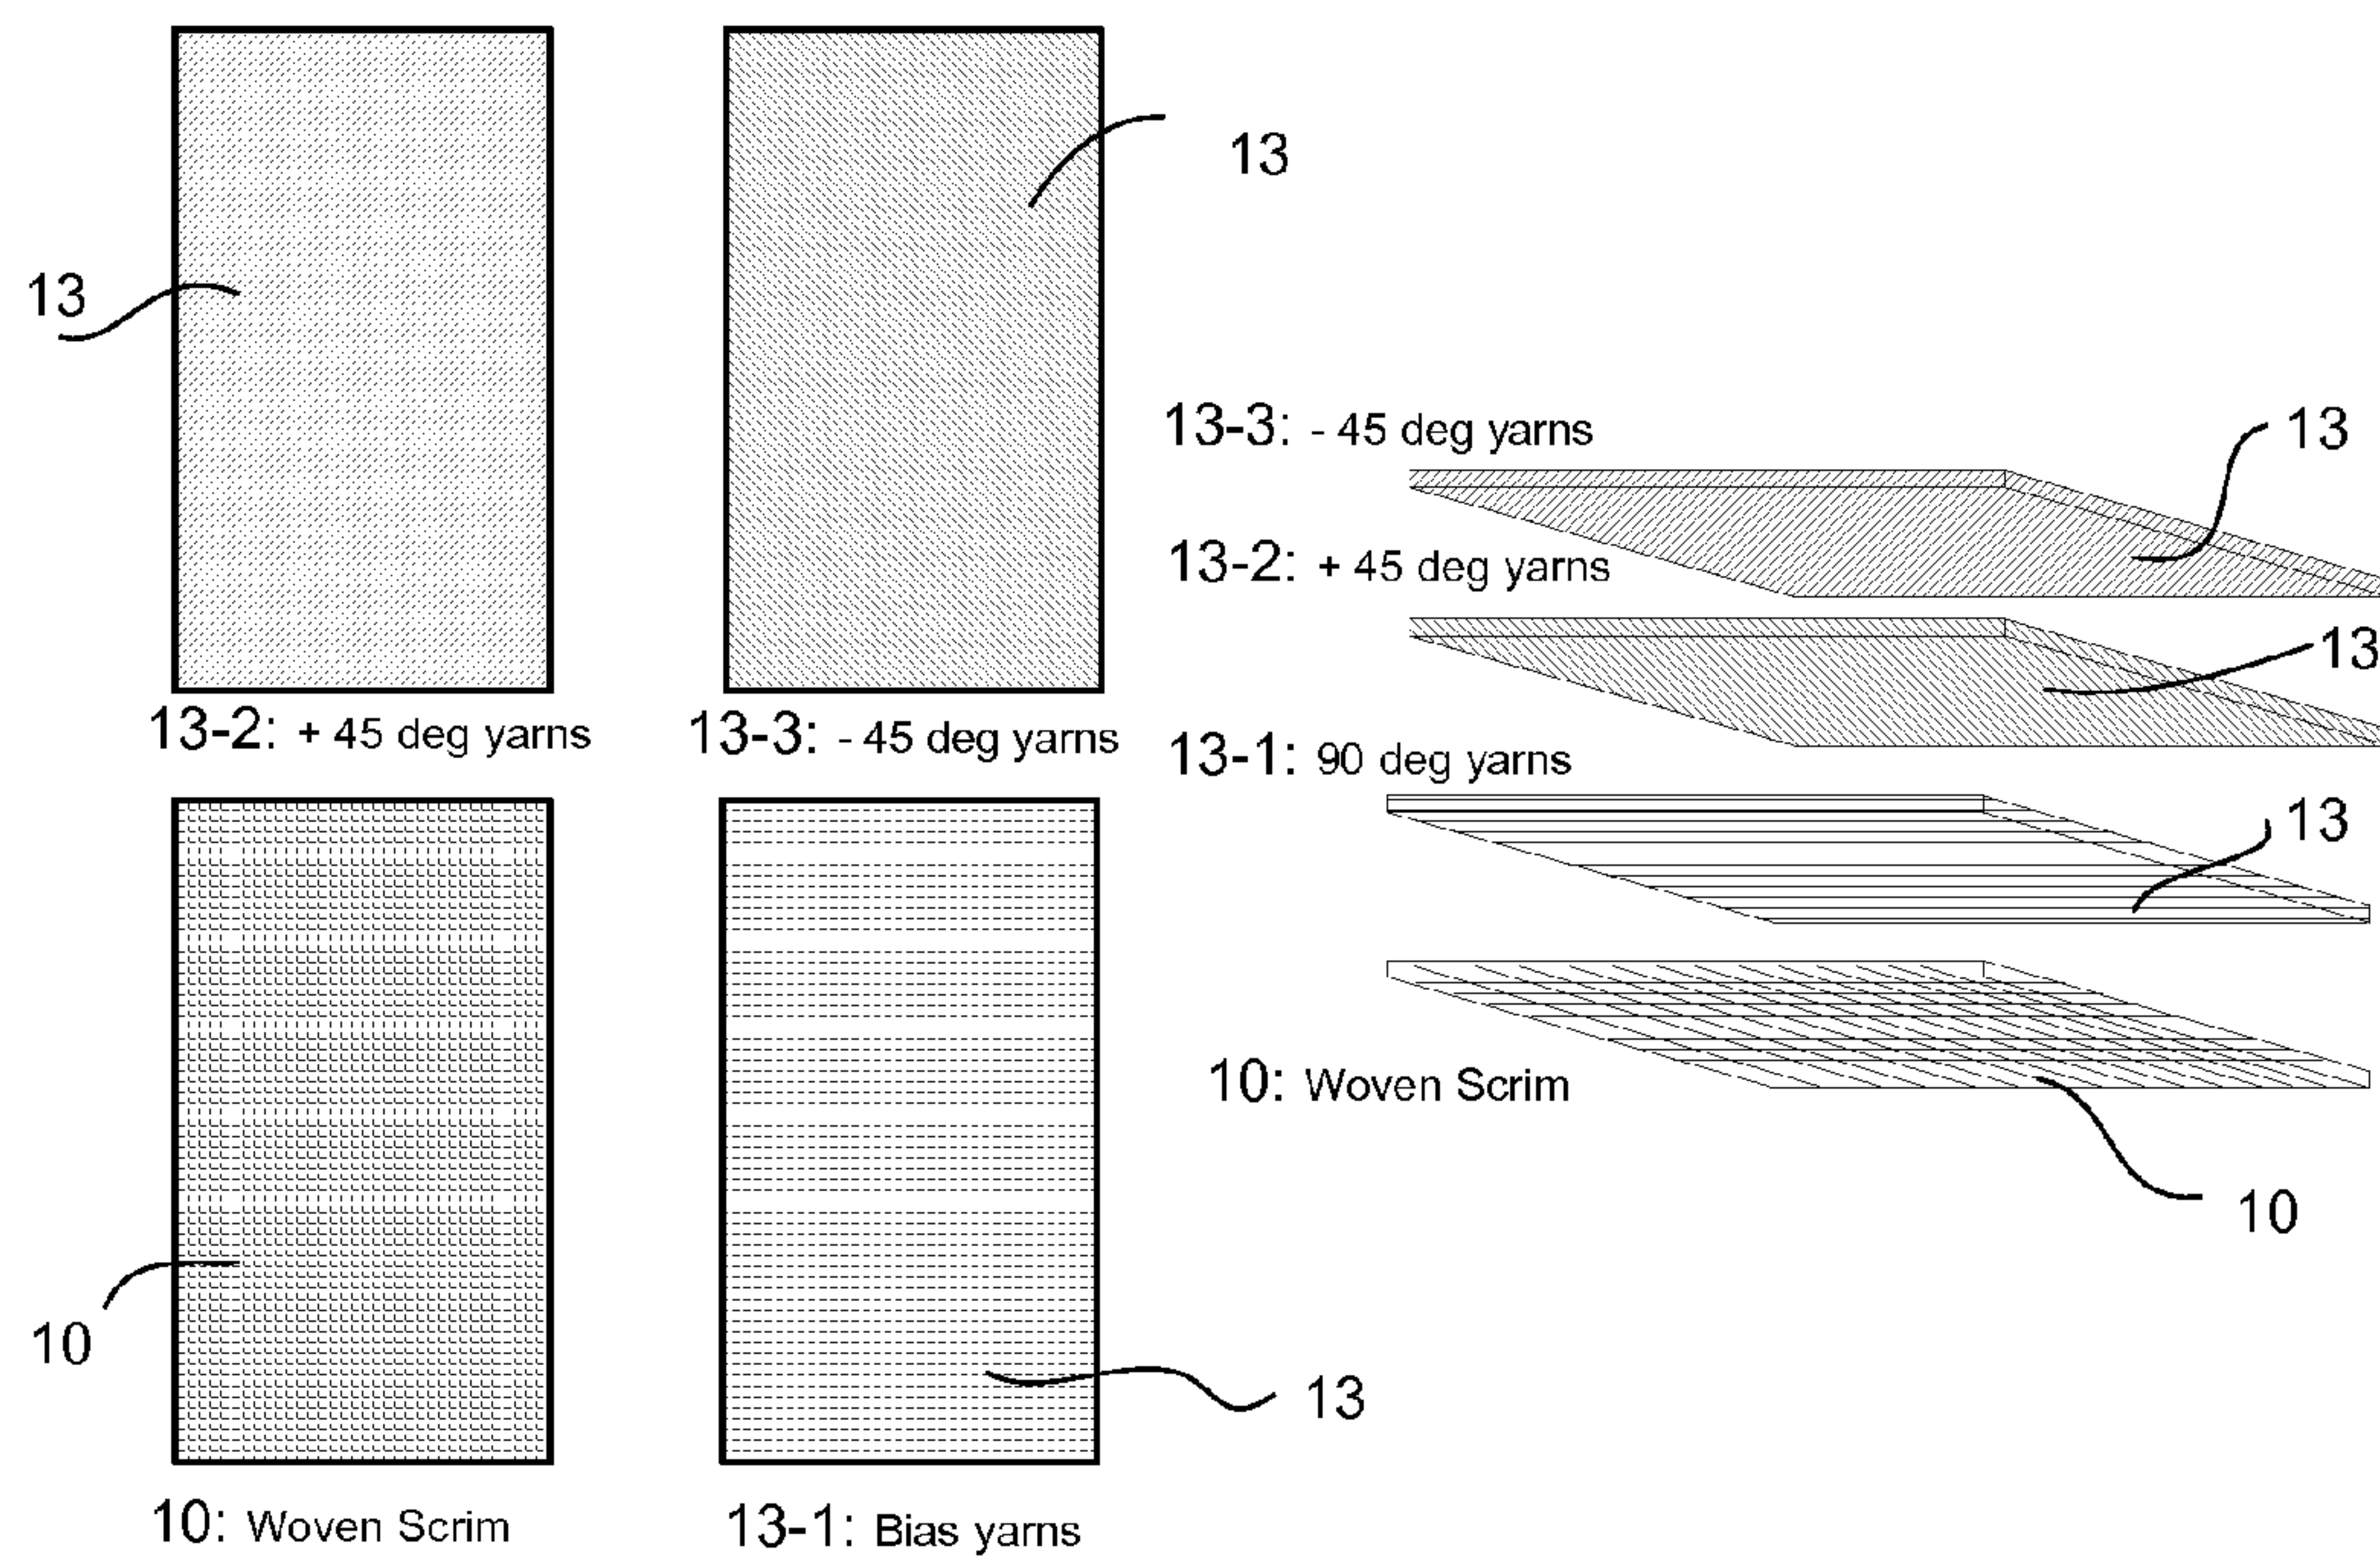 13
13
13-2: + 45 deg yarns
13-3: - 45 deg yarns
13-3: - 45 deg yarns
13
13-2: + 45 deg yarns
13
13-1: 90 deg yarns
13
10: Woven Scrim
10
10
13
10: Woven Scrim
13-1: Bias yarns